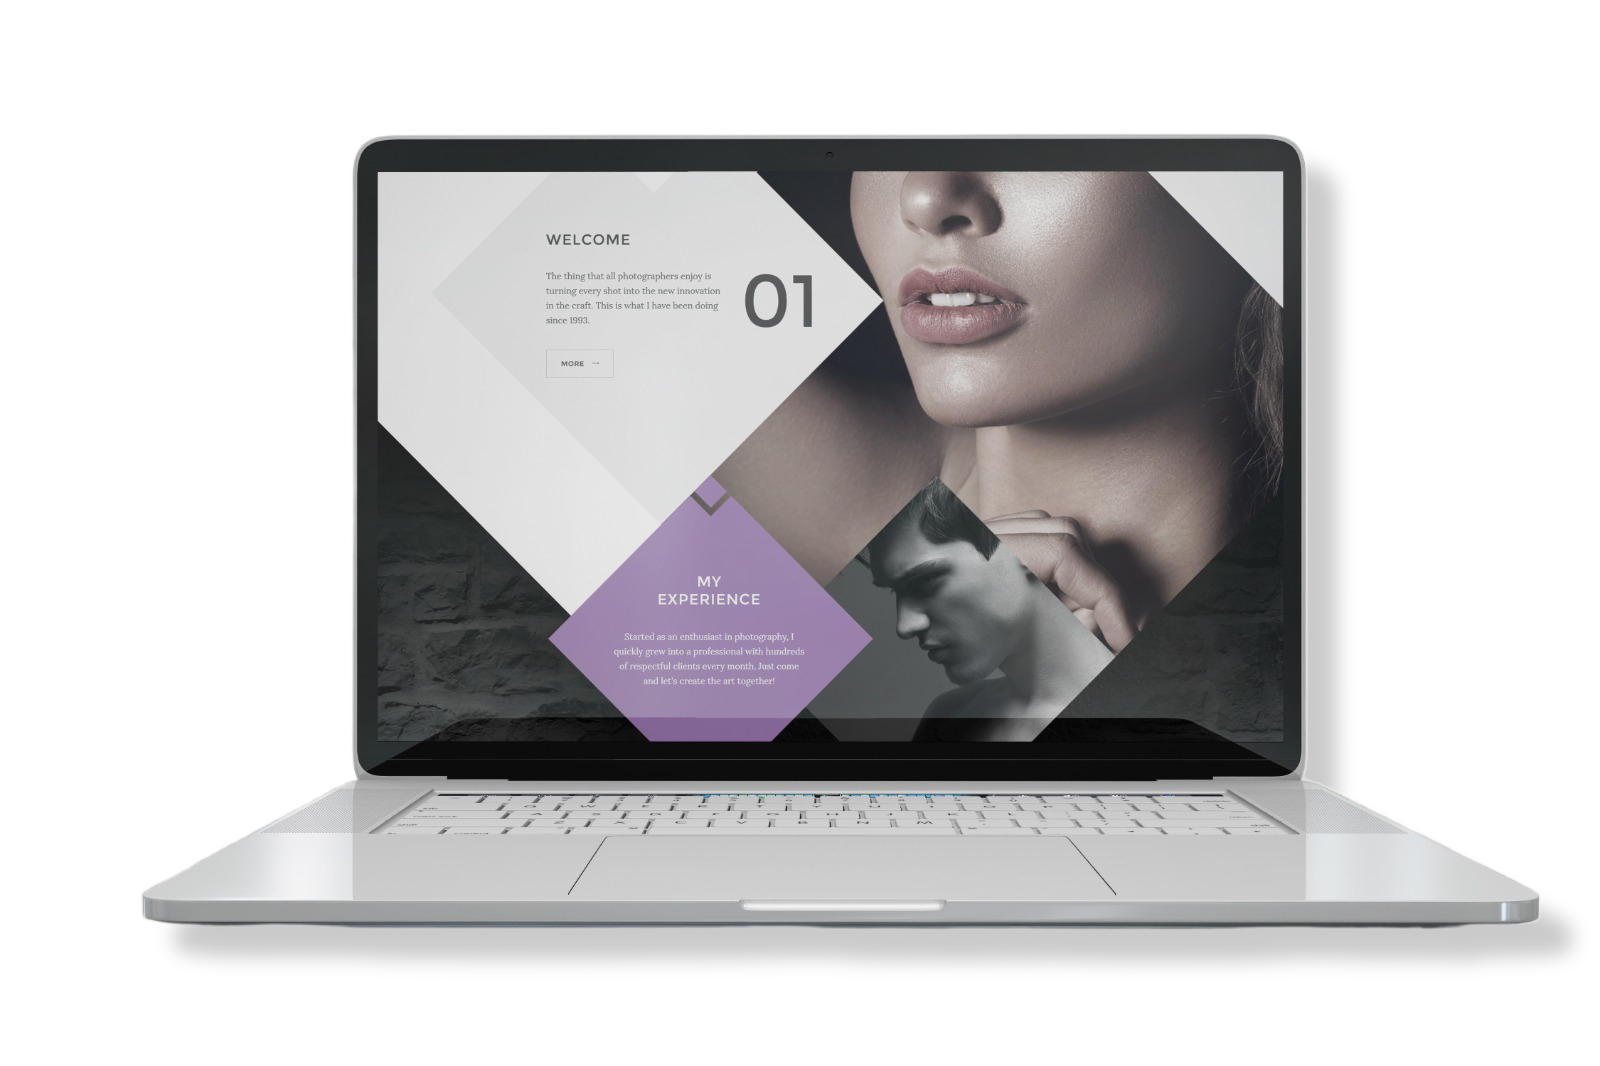 WELCOME
The thing that all photographers enjoy is
turning every shot into the new innovation
in the craft. This is what I have been doing
since 1993.
MORE →
01
MY
EXPERIENCE
Started as an enthusiast in photography, I
quickly grew into a professional with hundreds
of respectful clients every month. Just come
and let's create the art together!